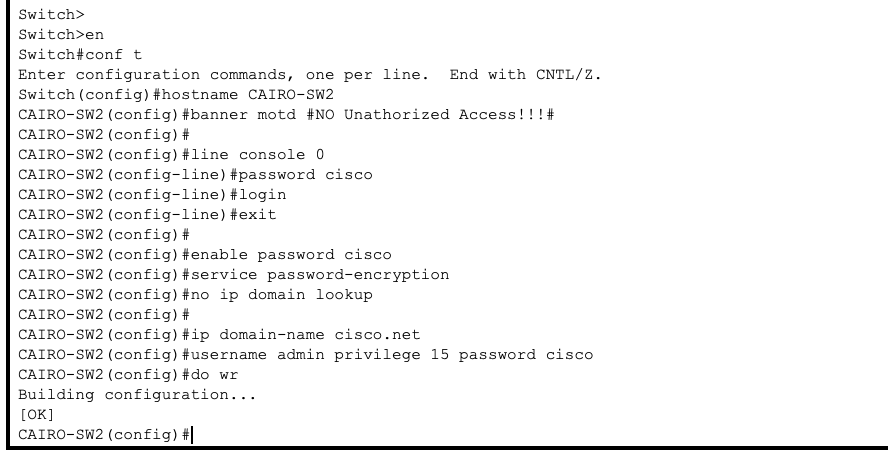 Switch>
Switch>en
Switch#conf t
Enter configuration commands, one per line.  End with CNTL/Z.
Switch(config)#hostname CAIRO-SW2
CAIRO-SW2(config)#banner motd #NO Unathorized Access!!!#
CAIRO-SW2(config)#
CAIRO-SW2(config)#line console 0
CAIRO-SW2(config-line)#password cisco
CAIRO-SW2(config-line)#login
CAIRO-SW2(config-line)#exit
CAIRO-SW2(config)#
CAIRO-SW2(config)#enable password cisco
CAIRO-SW2(config)#service password-encryption
CAIRO-SW2(config)#no ip domain lookup
CAIRO-SW2(config)#
CAIRO-SW2(config)#ip domain-name cisco.net
CAIRO-SW2(config)#username admin privilege 15 password cisco
CAIRO-SW2(config)#do wr
Building configuration...
[OK]
CAIRO-SW2(config)#